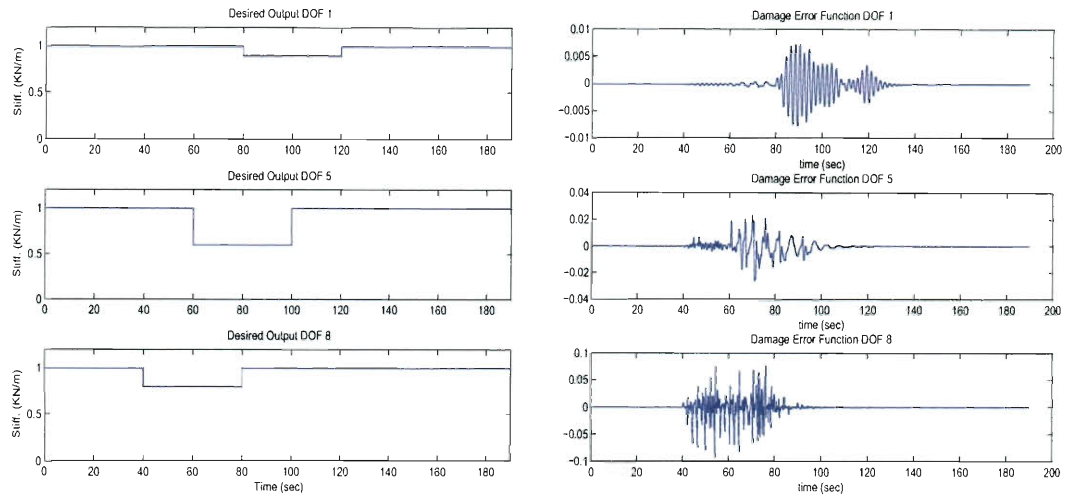 Desired Output DOF 1
Stiff. (KN/m)
1
0.5
0
0 20 40 60 80 100 120 140 160 180
Desired Output DOF 5
Stiff. (KN/m)
1
0.5
0
0 20 40 60 80 100 120 140 160 180
Desired Output DOF 8
Stiff. (KN/m)
1
0.5
0
0 20 40 60 80 100 120 140 160 180
Time (sec)
Damage Error Function DOF 1
0.01
0.005
0
−0.005
−0.01
0 20 40 60 80 100 120 140 160 180 200
time (sec)
Damage Error Function DOF 5
0.04
0.02
0
−0.02
−0.04
0 20 40 60 80 100 120 140 160 180 200
time (sec)
Damage Error Function DOF 8
0.1
0.05
0
−0.05
−0.1
0 20 40 60 80 100 120 140 160 180 200
time (sec)